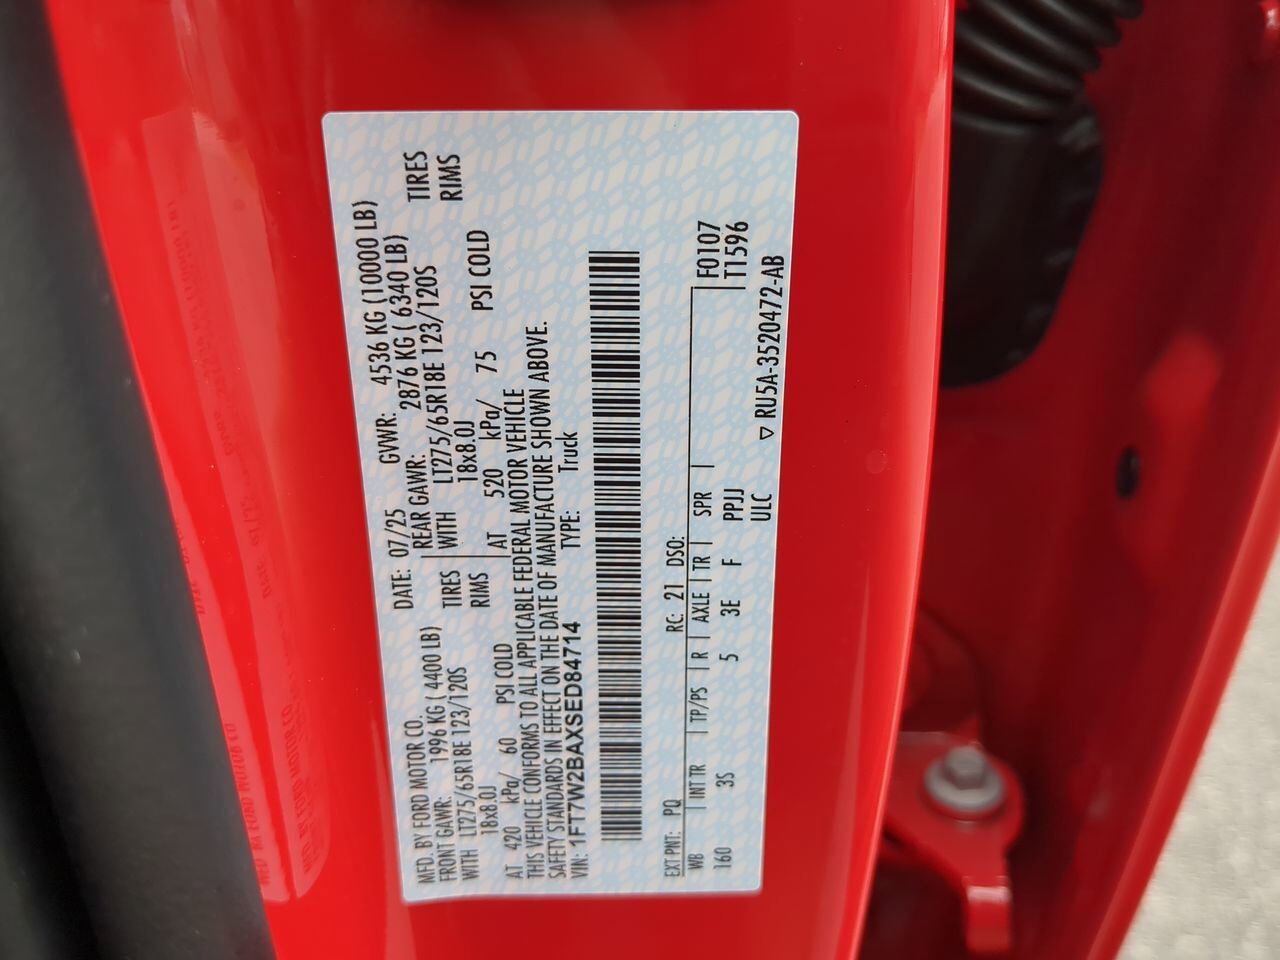 MFD. BY FORD MOTOR CO.
DATE: 07/25 GVWR: 4536 KG (10000 LB)
FRONT GAWR: 1996 KG ( 4400 LB) REAR GAWR: 2876 KG ( 6340 LB)
WITH LT275/65R18E 123/120S TIRES WITH LT275/65R18E 123/120S TIRES
18x8.0J RIMS 18x8.0J RIMS
AT 420 kPa/ 60 PSI COLD AT 520 kPa/ 75 PSI COLD
THIS VEHICLE CONFORMS TO ALL APPLICABLE FEDERAL MOTOR VEHICLE
SAFETY STANDARDS IN EFFECT ON THE DATE OF MANUFACTURE SHOWN ABOVE.
VIN: 1FT7W2BAXSED84714 TYPE: Truck
EXT PNT: PQ RC: 21 DSO:
WB INT TR TP/PS R AXLE TR SPR F0107
160 3S 5 3E F PPJJ T1596
ULC
▽ RU5A-3520472-AB